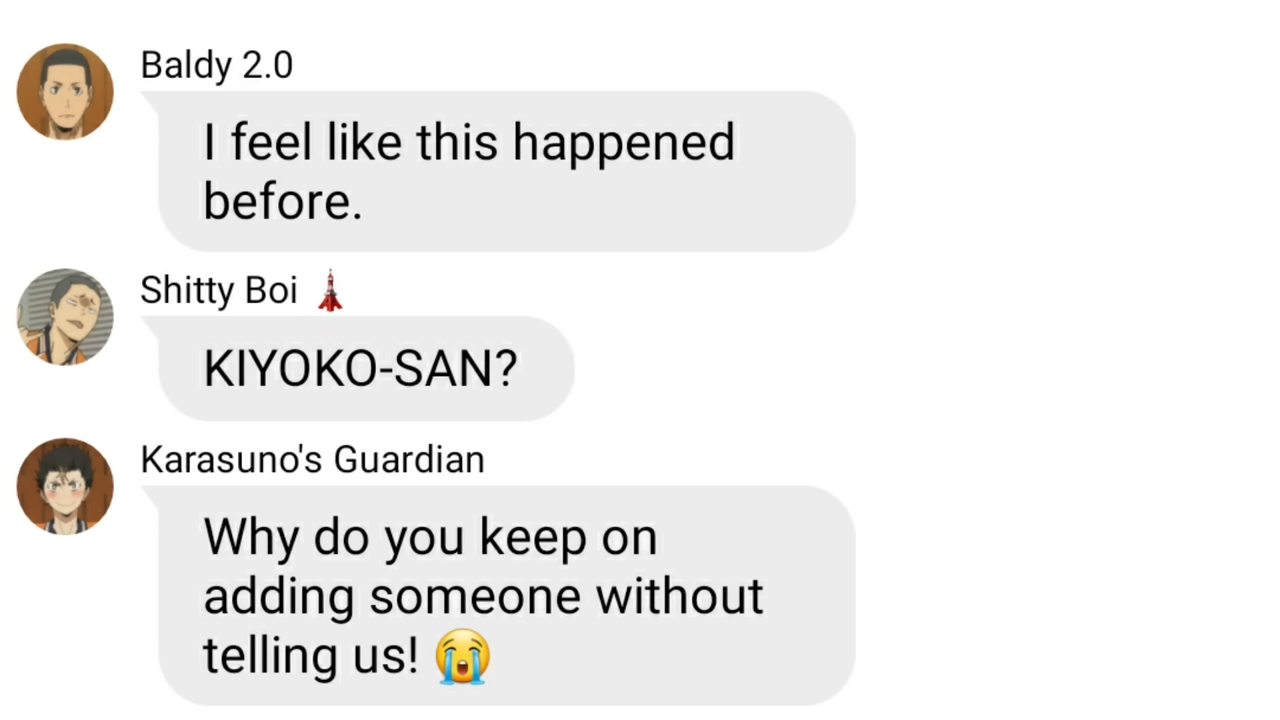 Baldy 2.0
I feel like this happened
before.
Shitty Boi 🗼
KIYOKO-SAN?
Karasuno's Guardian
Why do you keep on
adding someone without
telling us! 😭